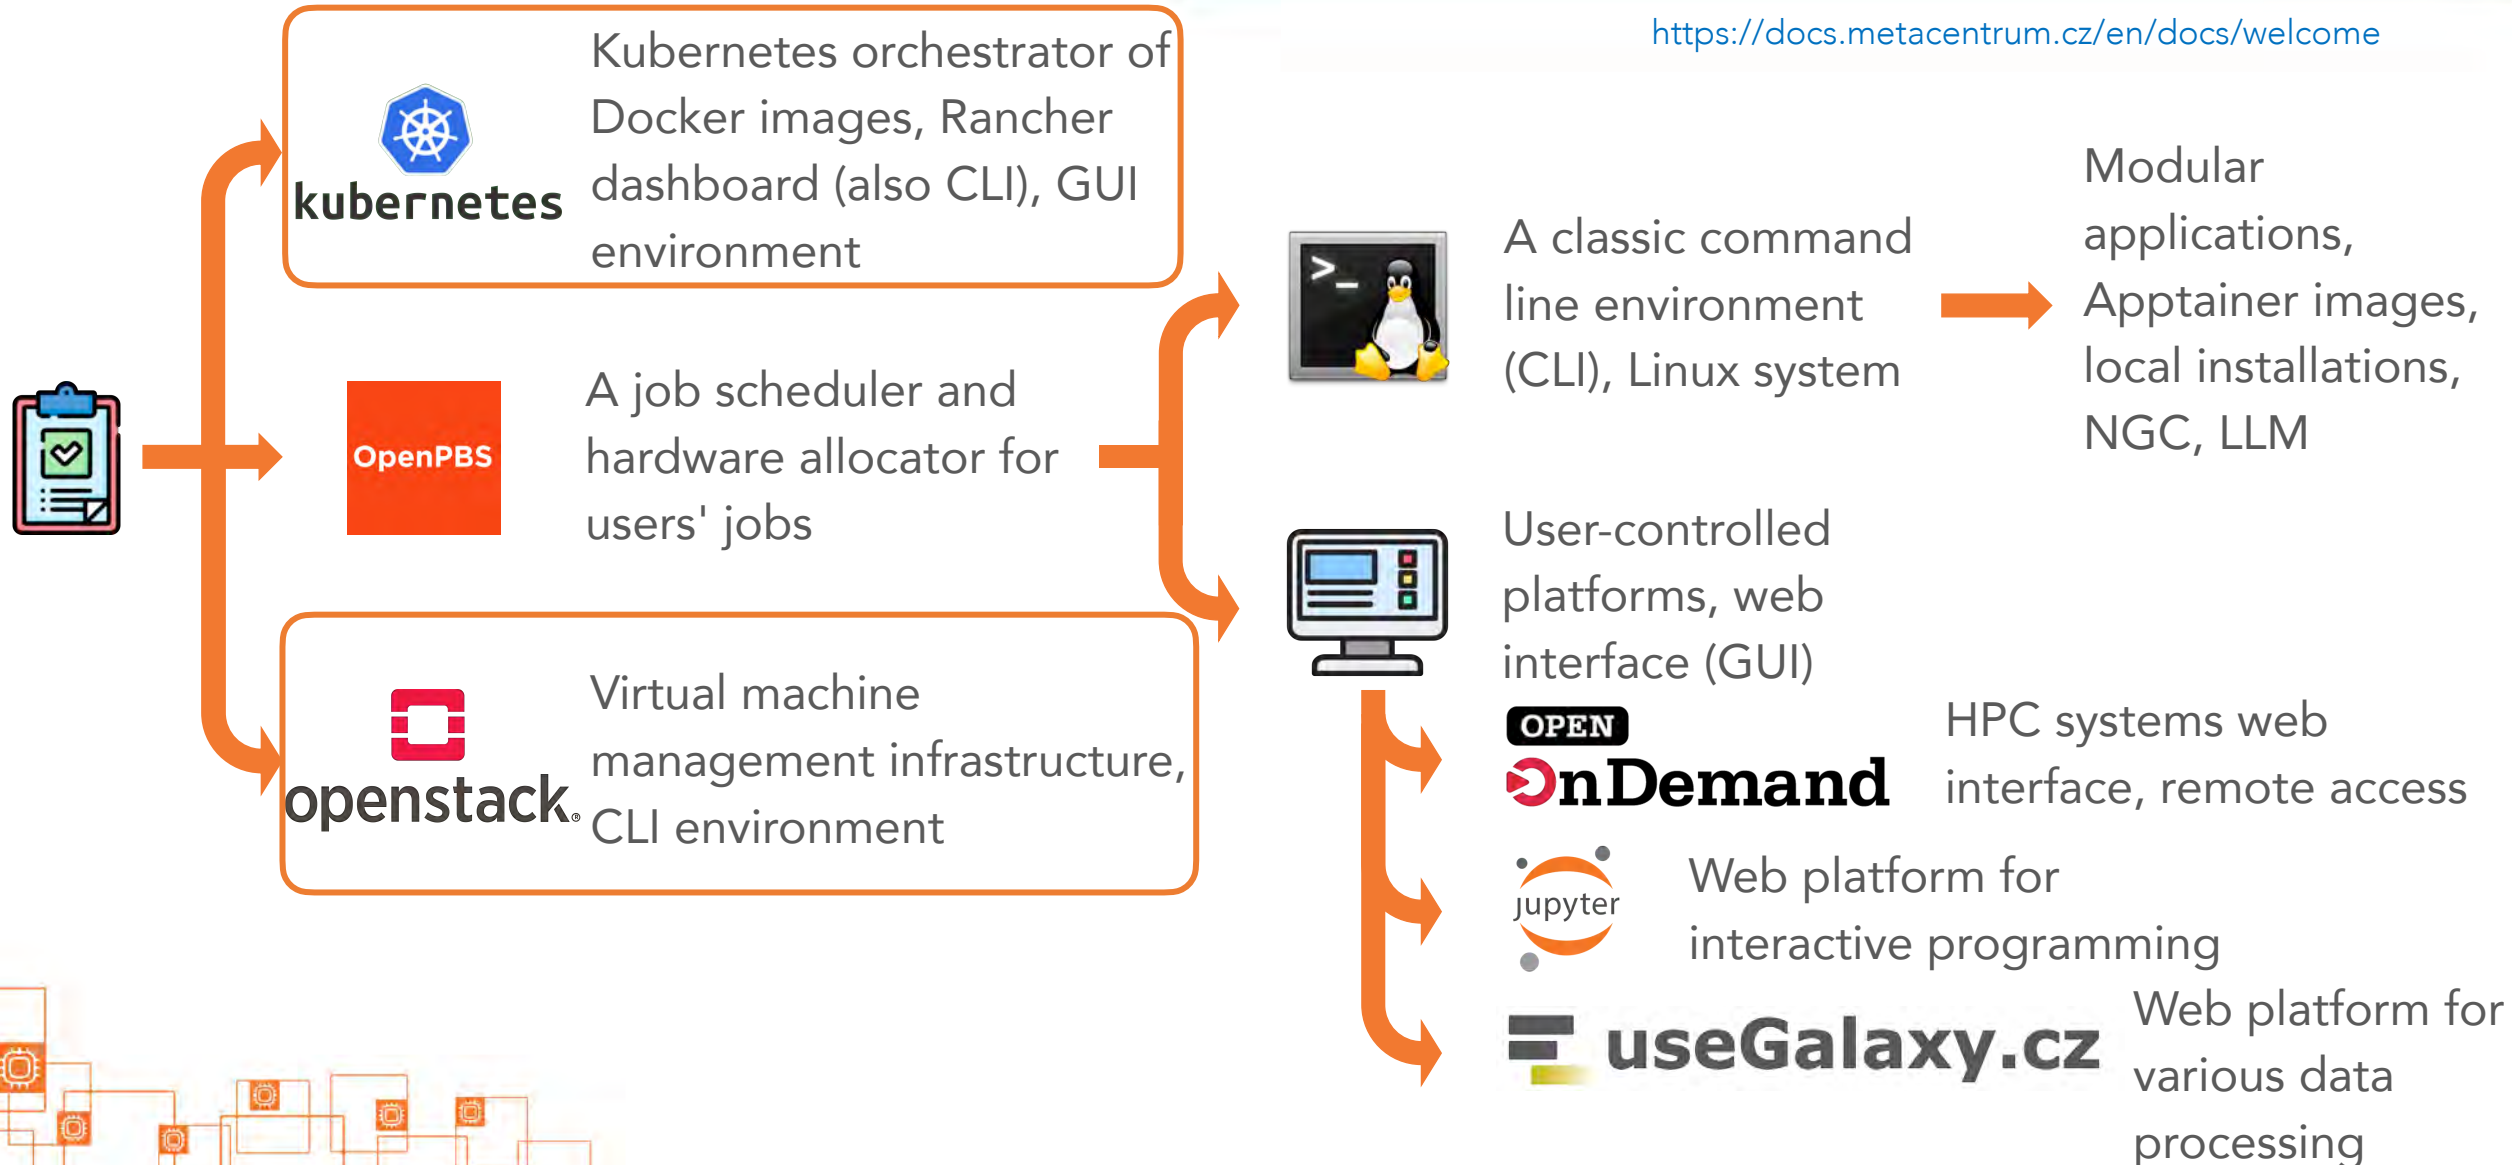 https://docs.metacentrum.cz/en/docs/welcome
kubernetes
Kubernetes orchestrator of
Docker images, Rancher
dashboard (also CLI), GUI
environment
OpenPBS
A job scheduler and
hardware allocator for
users' jobs
openstack®
Virtual machine
management infrastructure,
CLI environment
>_
A classic command
line environment
(CLI), Linux system
Modular
applications,
Apptainer images,
local installations,
NGC, LLM
User-controlled
platforms, web
interface (GUI)
OPEN
OnDemand
HPC systems web
interface, remote access
jupyter
Web platform for
interactive programming
useGalaxy.cz
Web platform for
various data
processing